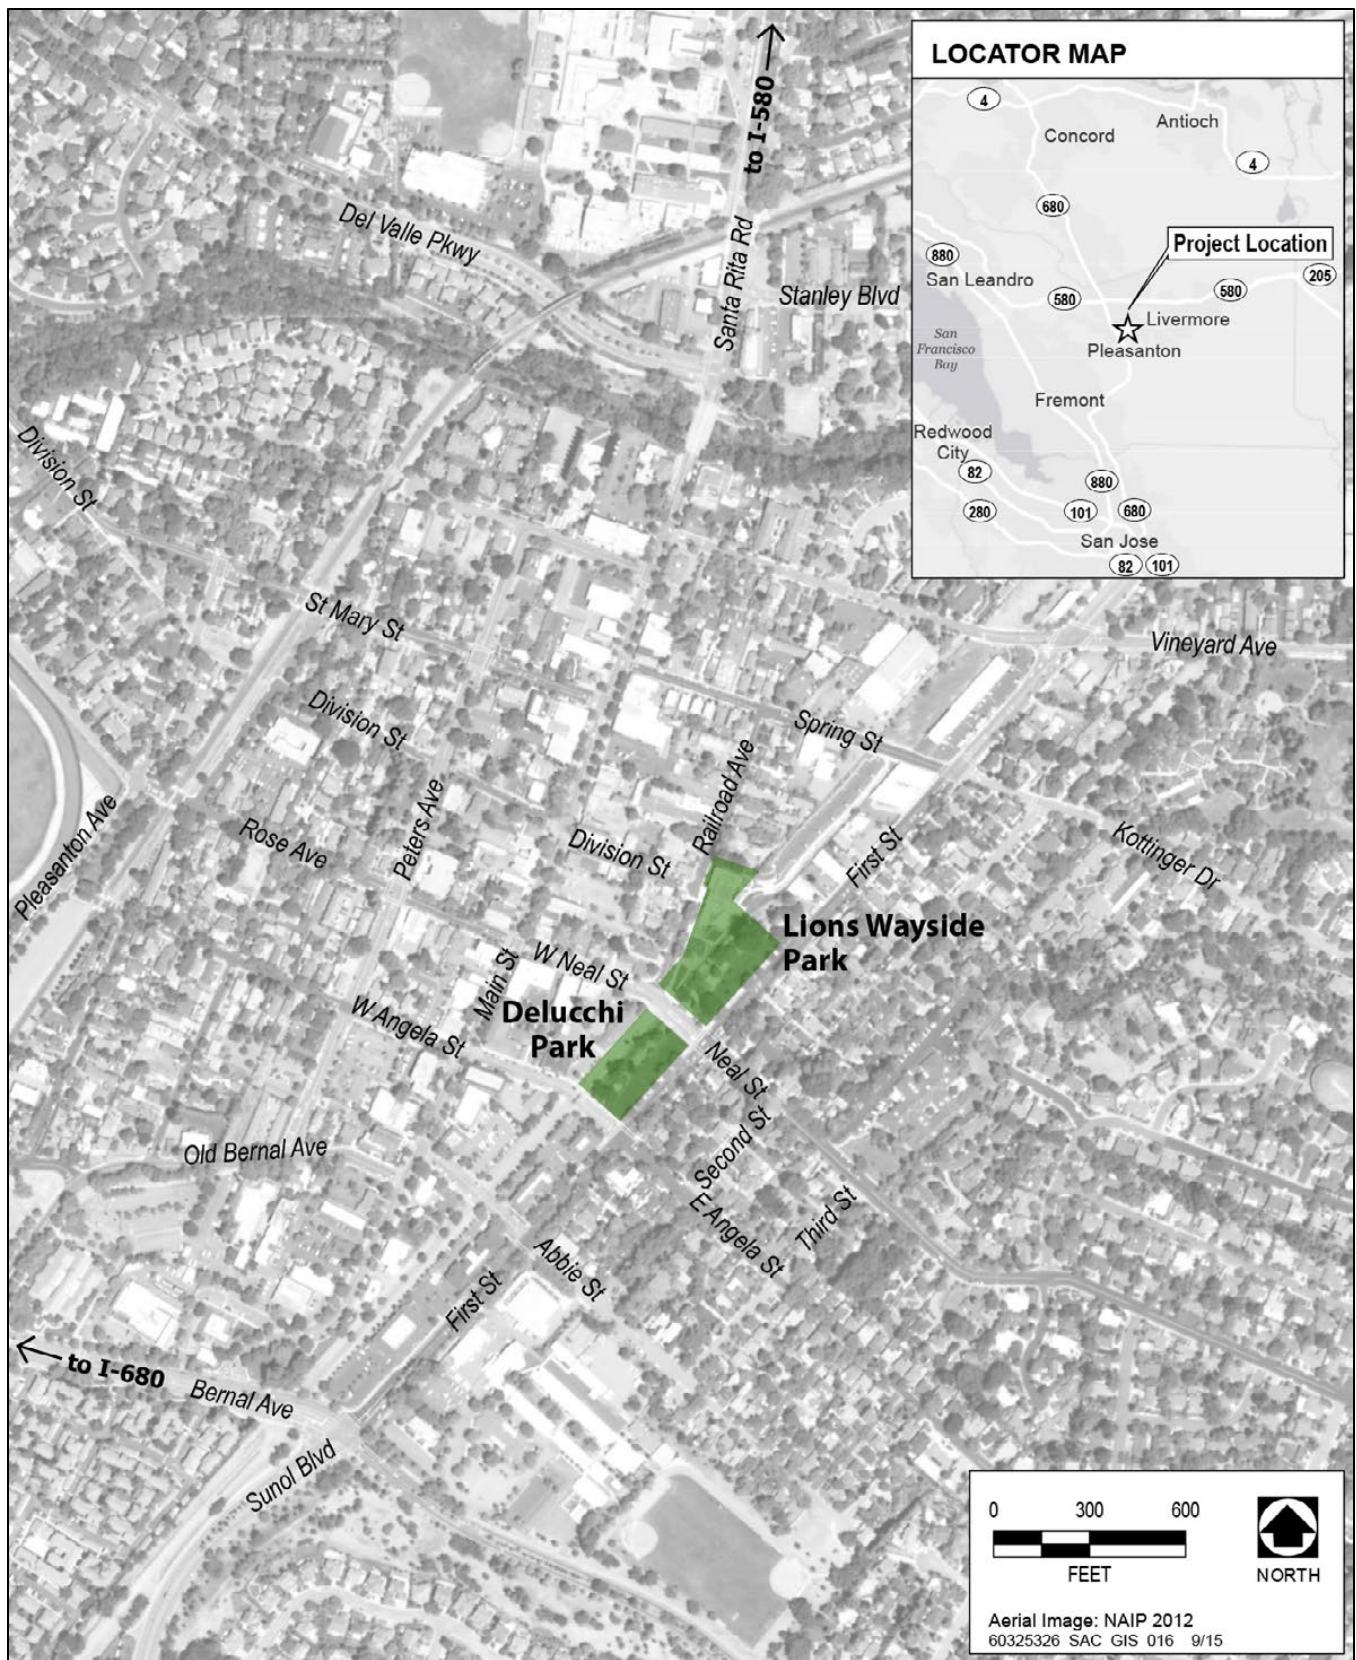 LOCATOR MAP
4
Concord
Antioch
4
680
Project Location
880
San Leandro
205
580
580
Livermore
San
Francisco
Bay
Pleasanton
Fremont
Redwood
City
82
880
280
101
680
San Jose
82
101
to I-580
Del Valle Pkwy
Santa Rita Rd
Stanley Blvd
Division St
St Mary St
Vineyard Ave
Division St
Spring St
Railroad Ave
Peters Ave
Pleasanton Ave
Rose Ave
Division St
First St
Kottinger Dr
Lions Wayside
Park
W Neal St
Main St
W Angela St
Delucchi
Park
Neal St
Second St
Old Bernal Ave
E Angela St
Third St
Abbie St
First St
to I-680
Bernal Ave
Sunol Blvd
0 300 600
FEET
NORTH
Aerial Image: NAIP 2012
60325326 SAC GIS 016 9/15